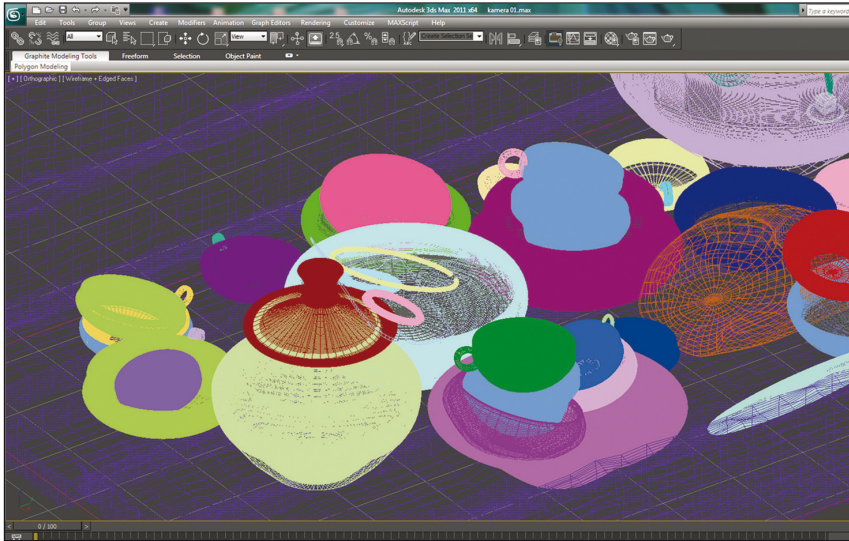 Autodesk 3ds Max 2011 x64 kamera 01.max
Type a keyword
Edit Tools Group Views Create Modifiers Animation Graph Editors Rendering Customize MAXScript Help
All View 2.5 Create Selection Se
Graphite Modeling Tools Freeform Selection Object Paint
Polygon Modeling
[ + ] [ Orthographic ] [ Wireframe + Edged Faces ]
< 0 / 100 >